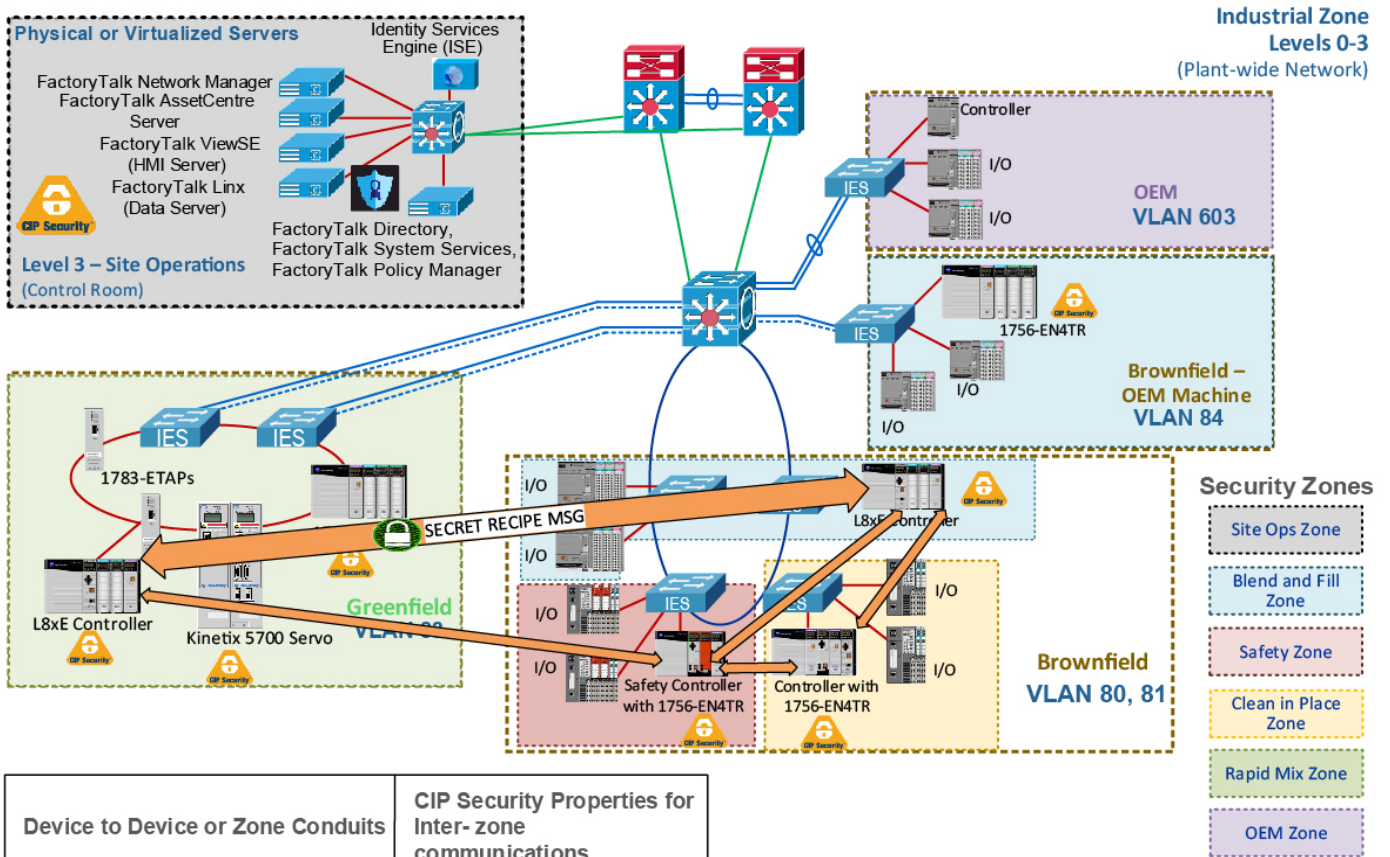 Physical or Virtualized Servers
Identity Services
Engine (ISE)
FactoryTalk Network Manager
FactoryTalk AssetCentre
Server
FactoryTalk ViewSE
(HMI Server)
FactoryTalk Linx
(Data Server)
CIP Security
FactoryTalk Directory,
FactoryTalk System Services,
FactoryTalk Policy Manager
Level 3 – Site Operations
(Control Room)
Industrial Zone
Levels 0-3
(Plant-wide Network)
Controller
I/O
I/O
IES
OEM
VLAN 603
IES
CIP Security
1756-EN4TR
I/O
I/O
Brownfield –
OEM Machine
VLAN 84
IES
IES
1783-ETAPs
CIP Security
L8xE Controller
CIP Security
Kinetix 5700 Servo
CIP Security
Greenfield
SECRET RECIPE MSG
I/O
I/O
L8xE Controller
CIP Security
I/O
I/O
IES
IES
I/O
I/O
Safety Controller
with 1756-EN4TR
CIP Security
Controller with
1756-EN4TR
CIP Security
Brownfield
VLAN 80, 81
Security Zones
Site Ops Zone
Blend and Fill
Zone
Safety Zone
Clean in Place
Zone
Rapid Mix Zone
OEM Zone
Device to Device or Zone Conduits
CIP Security Properties for
Inter- zone
communications